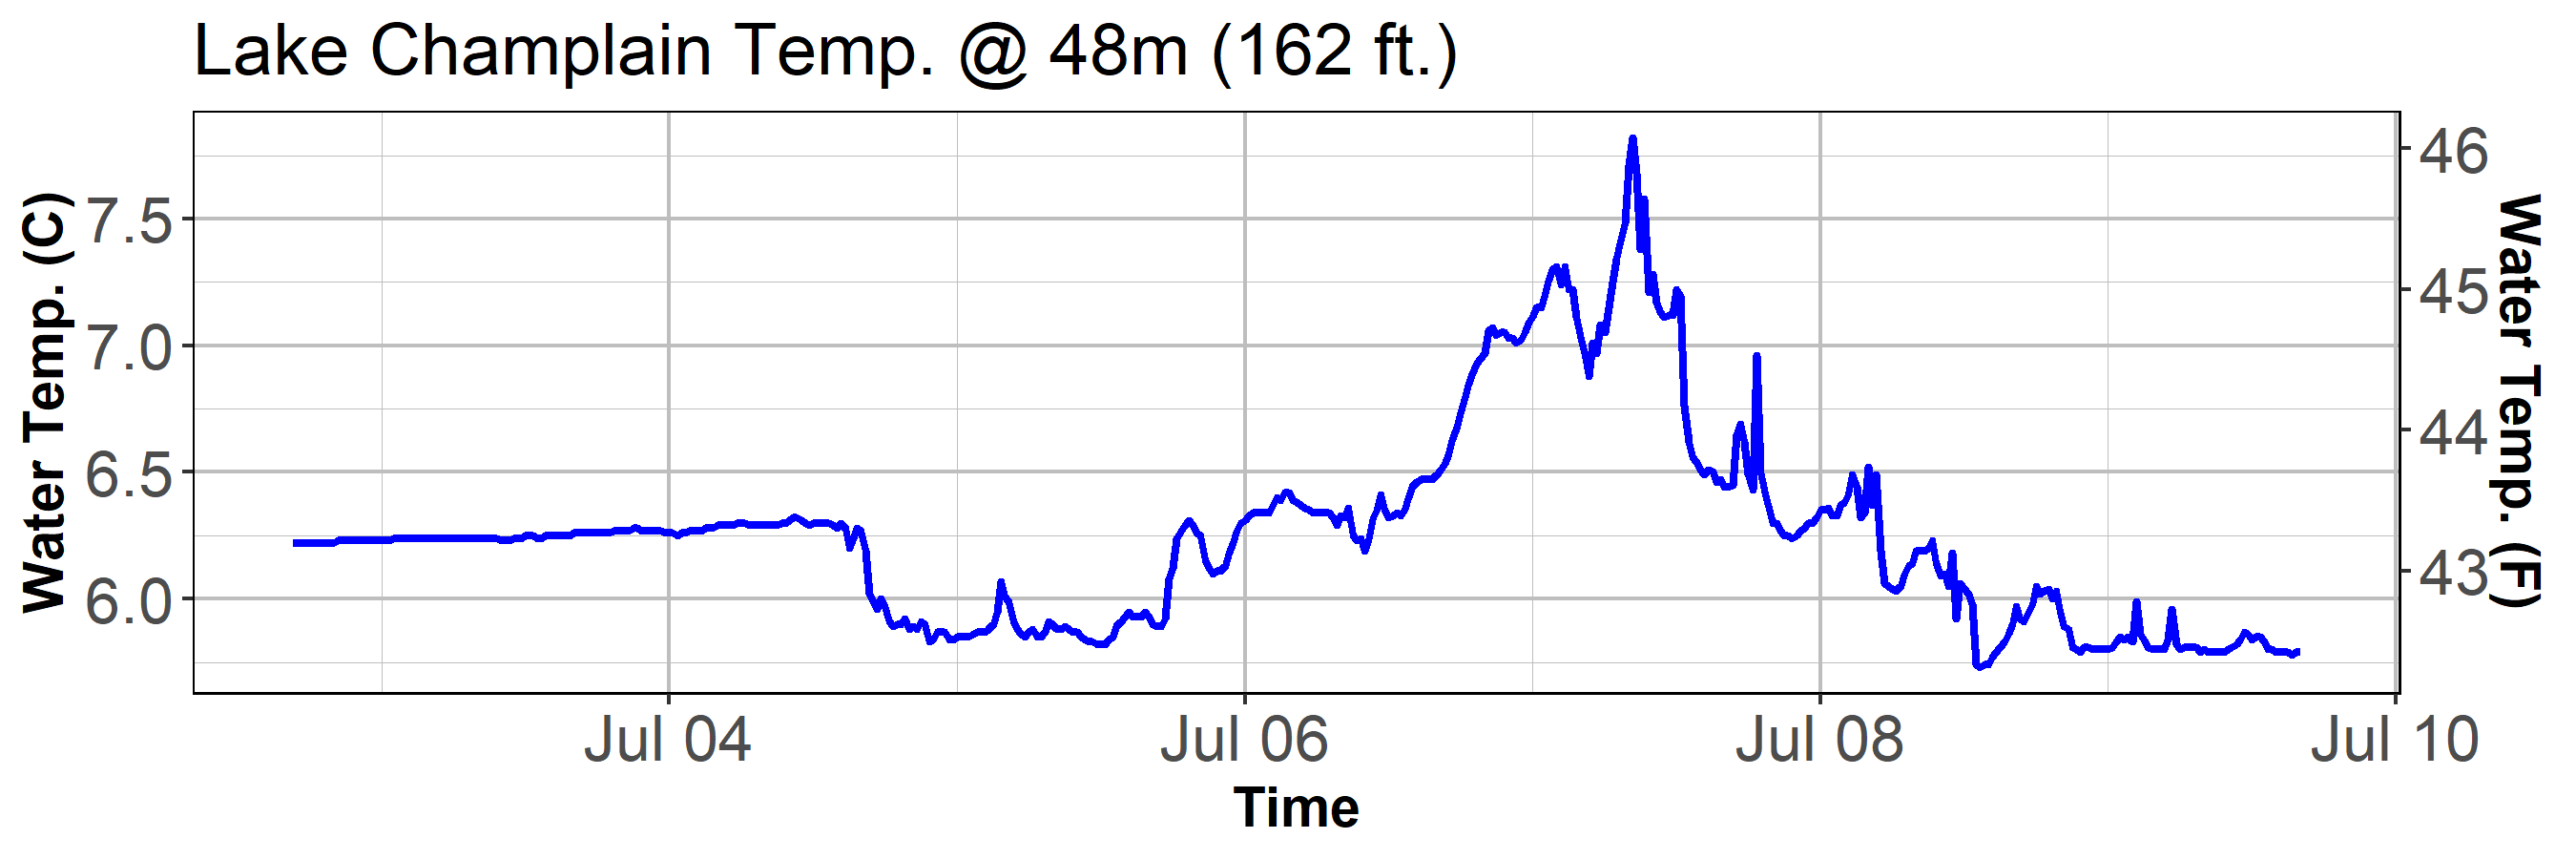 Lake Champlain Temp. @ 48m (162 ft.)
Water Temp. (C)
7.5
7.0
6.5
6.0
46
45
44
43
Water Temp. (F)
Jul 04
Jul 06
Jul 08
Jul 10
Time